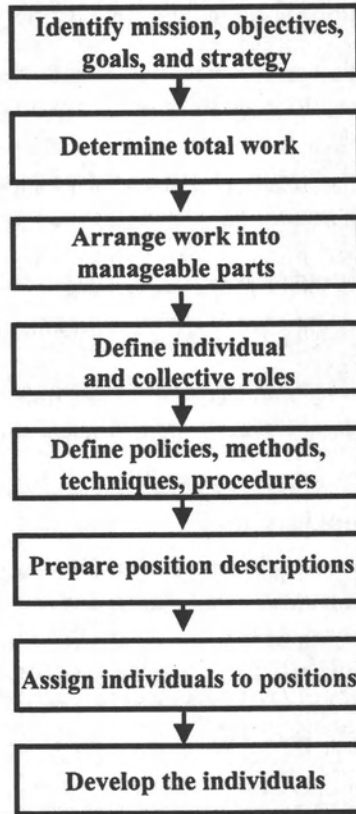 Identify mission, objectives,
goals, and strategy
Determine total work
Arrange work into
manageable parts
Define individual
and collective roles
Define policies, methods,
techniques, procedures
Prepare position descriptions
Assign individuals to positions
Develop the individuals